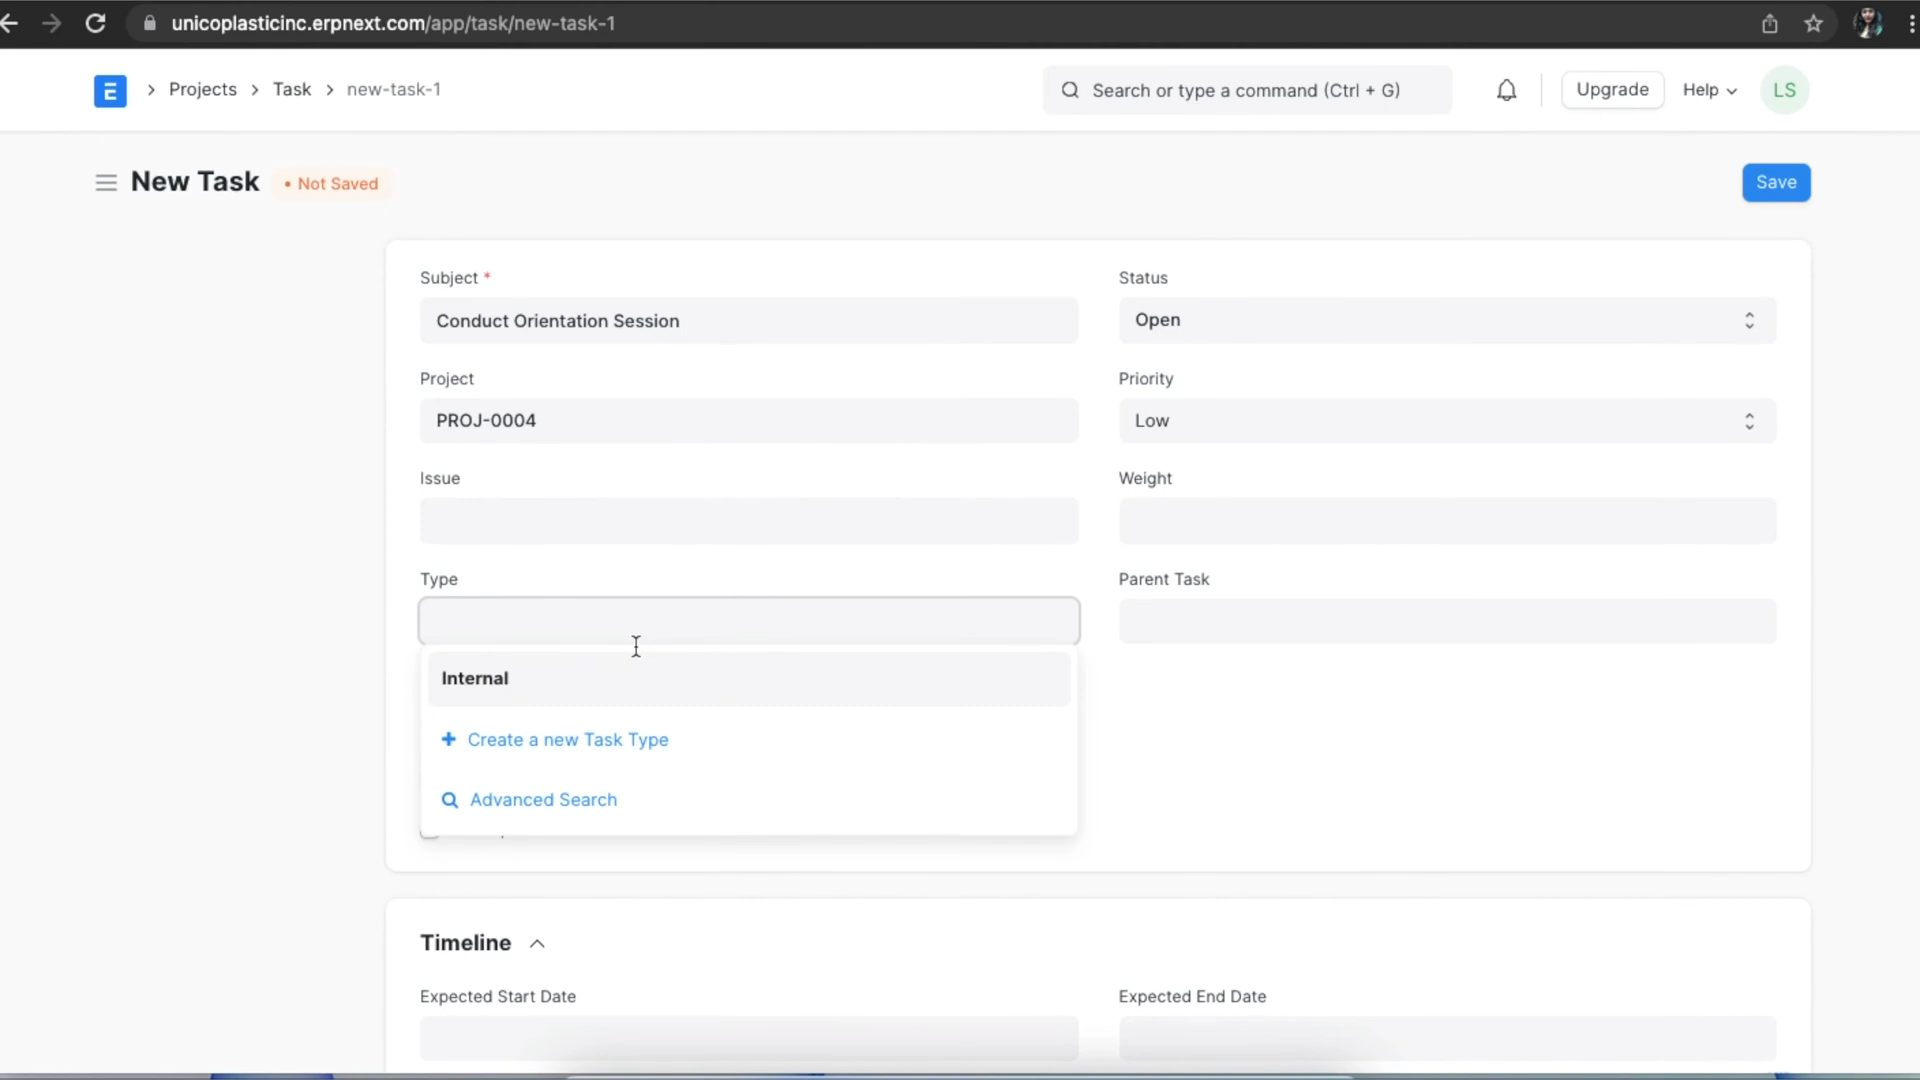 unicoplasticinc.erpnext.com/app/task/new-task-1
E > Projects > Task > new-task-1
Search or type a command (Ctrl + G)
Upgrade
Help
LS
New Task
• Not Saved
Save
Subject *
Conduct Orientation Session
Status
Open
Project
PROJ-0004
Priority
Low
Issue
Weight
Type
Parent Task
Internal
+ Create a new Task Type
Advanced Search
Timeline
Expected Start Date
Expected End Date